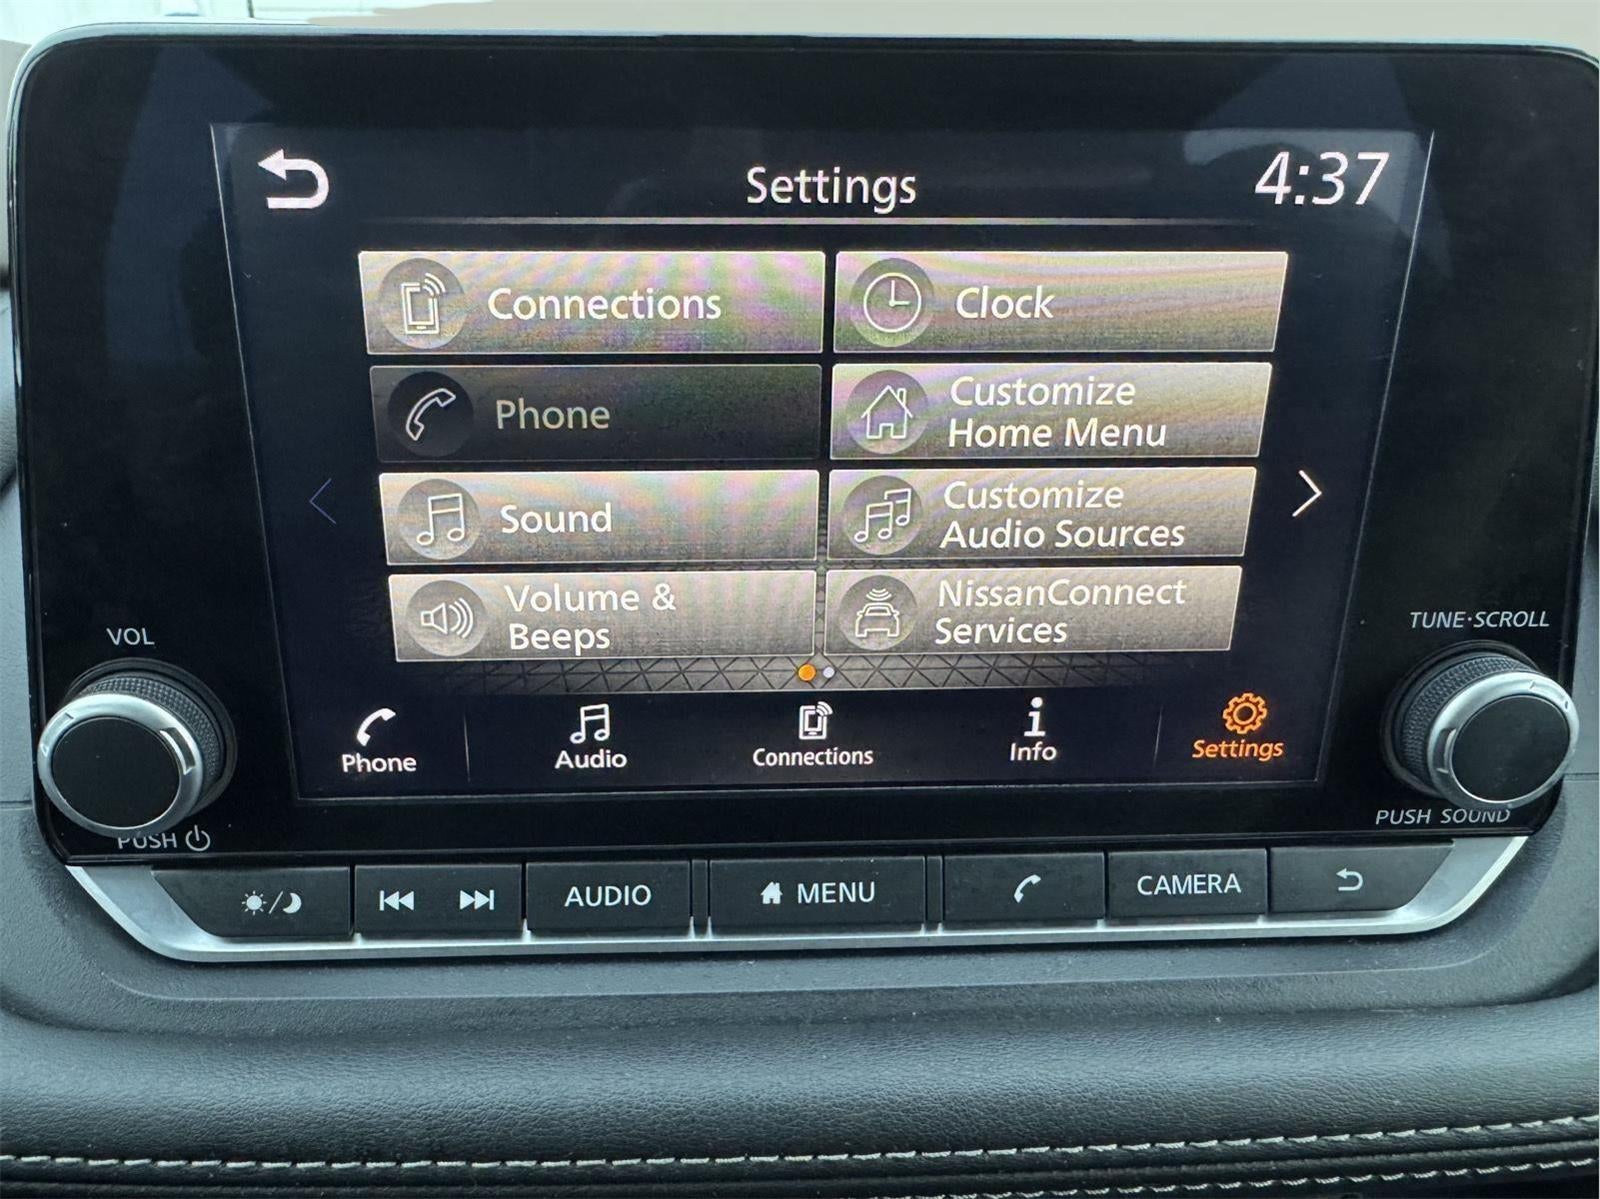 Settings
4:37
Connections
Clock
Phone
Customize
Home Menu
Sound
Customize
Audio Sources
Volume &
Beeps
NissanConnect
Services
Phone
Audio
Connections
Info
Settings
VOL
PUSH
TUNE·SCROLL
PUSH SOUND
AUDIO
MENU
CAMERA